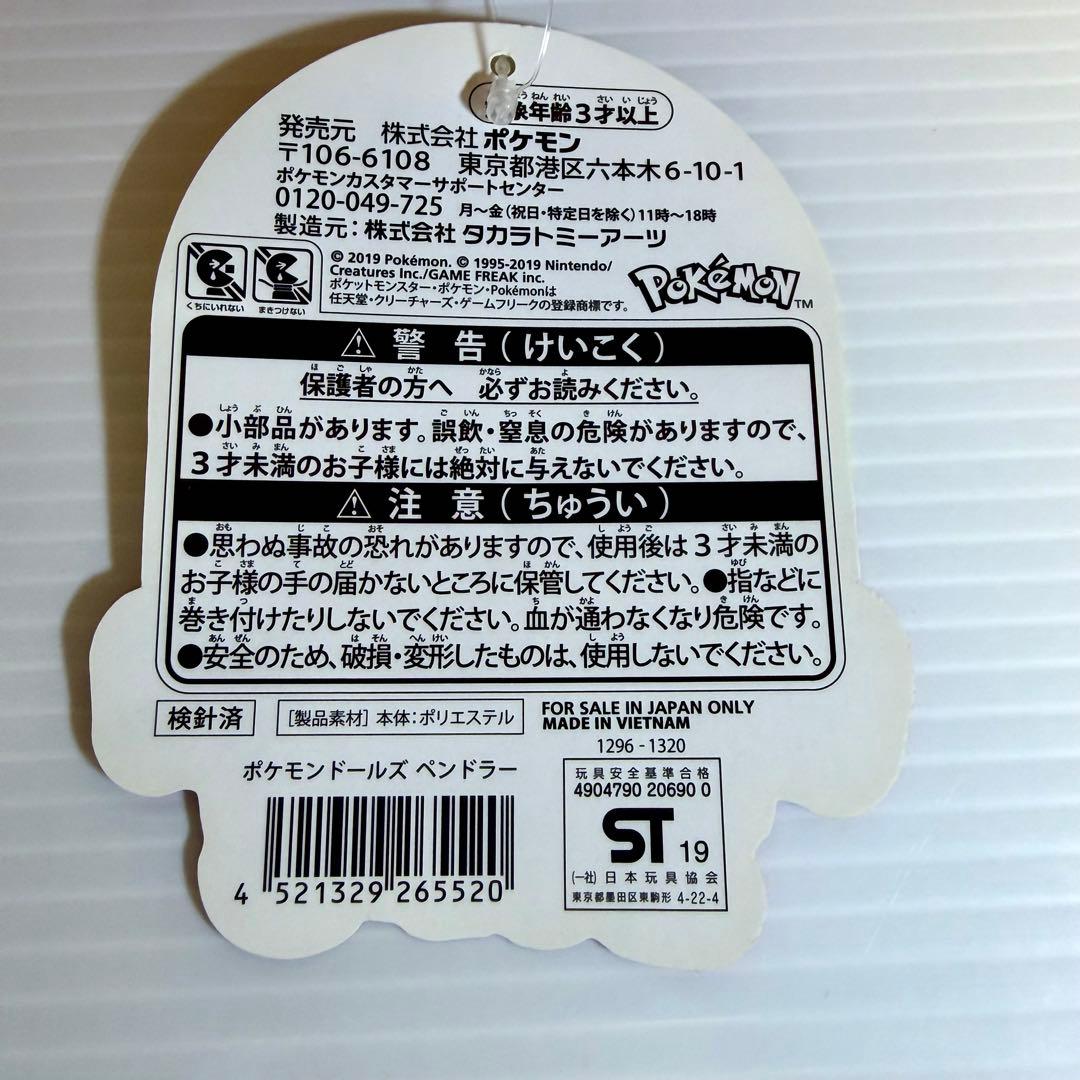 象年齢3才以上
発売元 株式会社 ポケモン
〒106-6108 東京都港区六本木6-10-1
ポケモンカスタマーサポートセンター
0120-049-725 月〜金(祝日・特定日を除く)11時〜18時
製造元:株式会社 タカラトミーアーツ
くちにいれない まきつけない
© 2019 Pokémon. © 1995-2019 Nintendo/
Creatures Inc./GAME FREAK inc.
ポケットモンスター・ポケモン・Pokémonは
任天堂・クリーチャーズ・ゲームフリークの登録商標です。
POKéMON™
警 告(けいこく)
保護者の方へ 必ずお読みください。
●小部品があります。誤飲・窒息の危険がありますので、
3才未満のお子様には絶対に与えないでください。
注 意(ちゅうい)
●思わぬ事故の恐れがありますので、使用後は3才未満の
お子様の手の届かないところに保管してください。●指などに
巻き付けたりしないでください。血が通わなくなり危険です。
●安全のため、破損・変形したものは、使用しないでください。
検針済
[製品素材]本体:ポリエステル
FOR SALE IN JAPAN ONLY
MADE IN VIETNAM
1296-1320
ポケモンドールズ ペンドラー
4 521329 265520
玩具安全基準合格
4904790 20690 0
ST 19
(一社)日本玩具協会
東京都墨田区東駒形 4-22-4